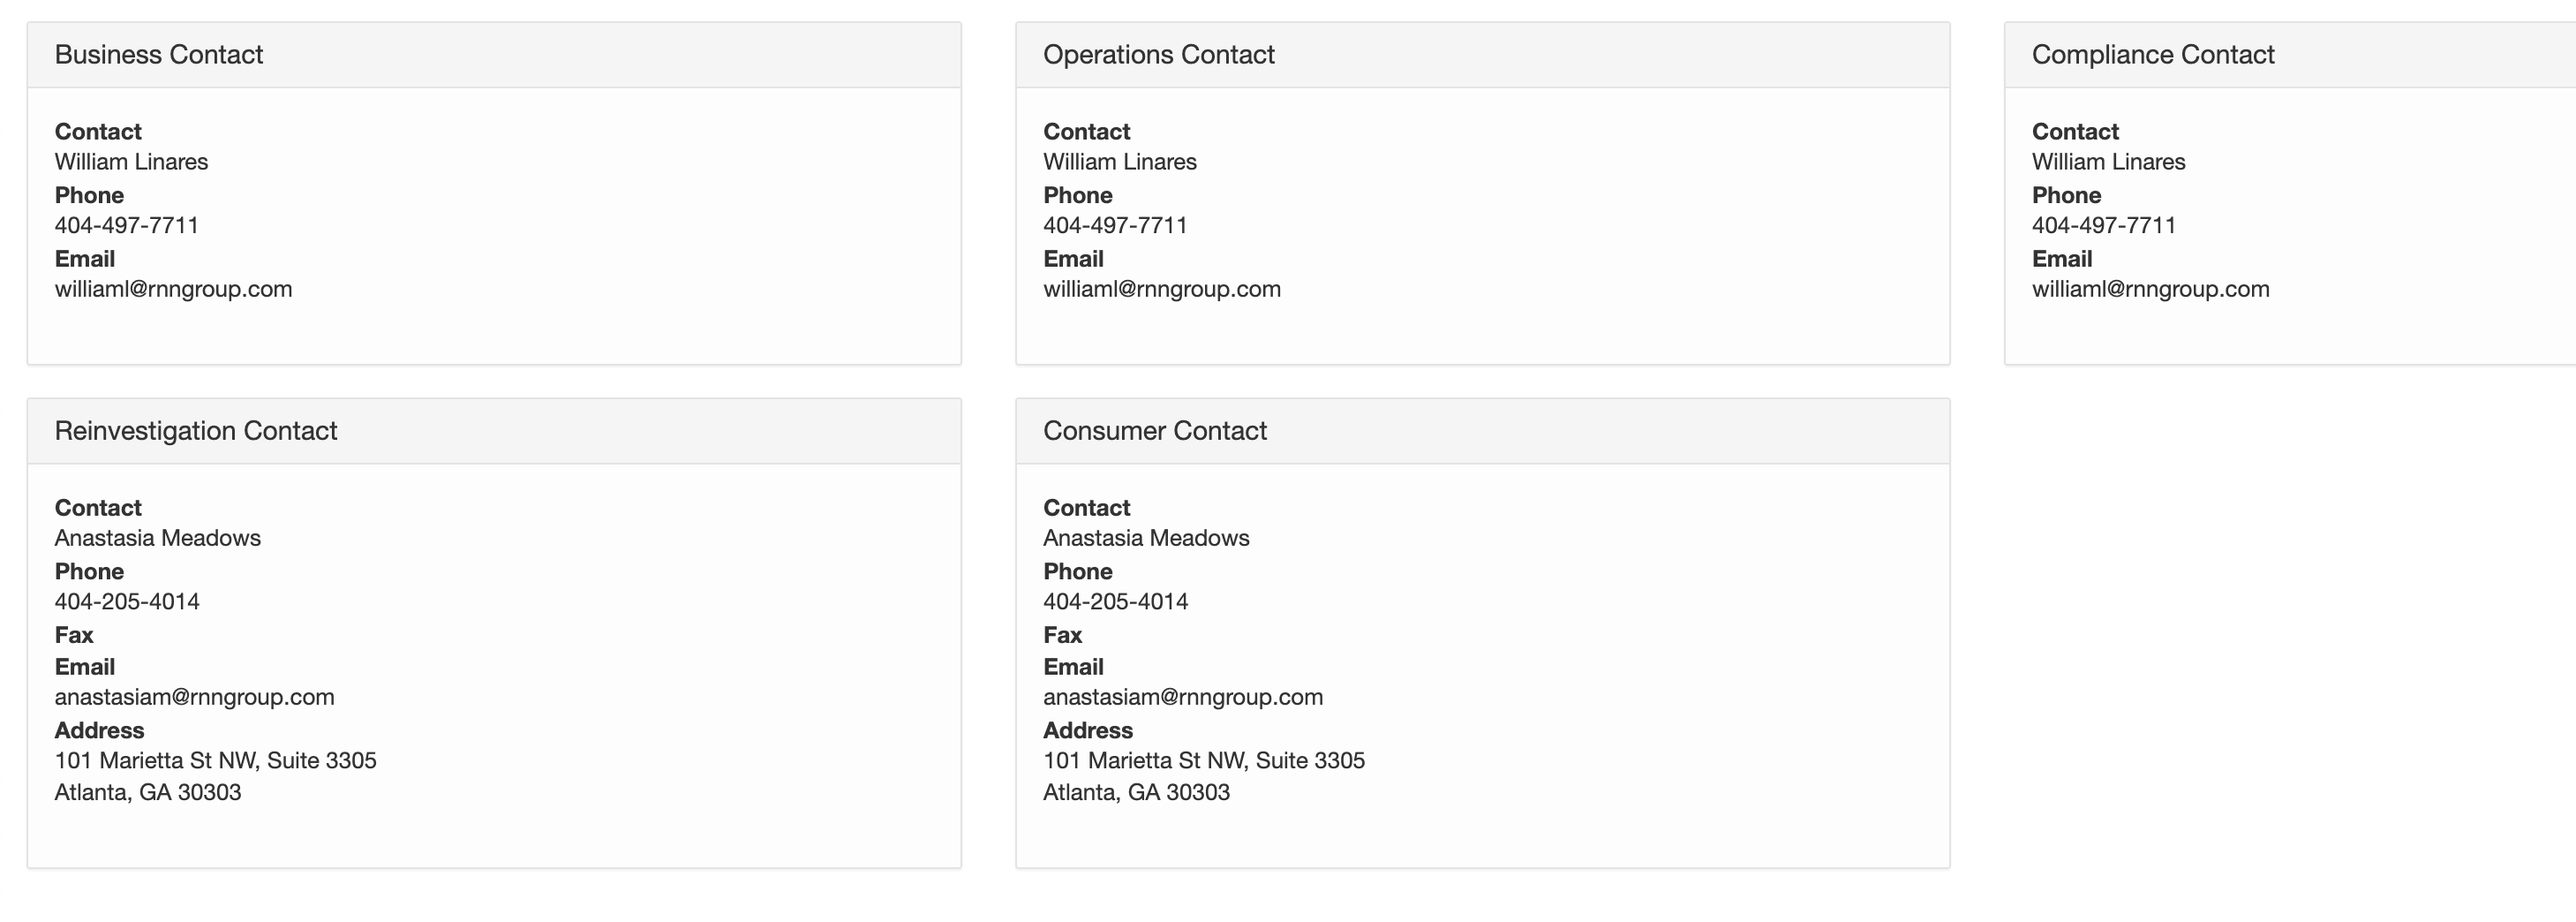 Business Contact
Contact
William Linares
Phone
404-497-7711
Email
williaml@rnngroup.com
Operations Contact
Contact
William Linares
Phone
404-497-7711
Email
williaml@rnngroup.com
Compliance Contact
Contact
William Linares
Phone
404-497-7711
Email
williaml@rnngroup.com
Reinvestigation Contact
Contact
Anastasia Meadows
Phone
404-205-4014
Fax
Email
anastasiam@rnngroup.com
Address
101 Marietta St NW, Suite 3305
Atlanta, GA 30303
Consumer Contact
Contact
Anastasia Meadows
Phone
404-205-4014
Fax
Email
anastasiam@rnngroup.com
Address
101 Marietta St NW, Suite 3305
Atlanta, GA 30303